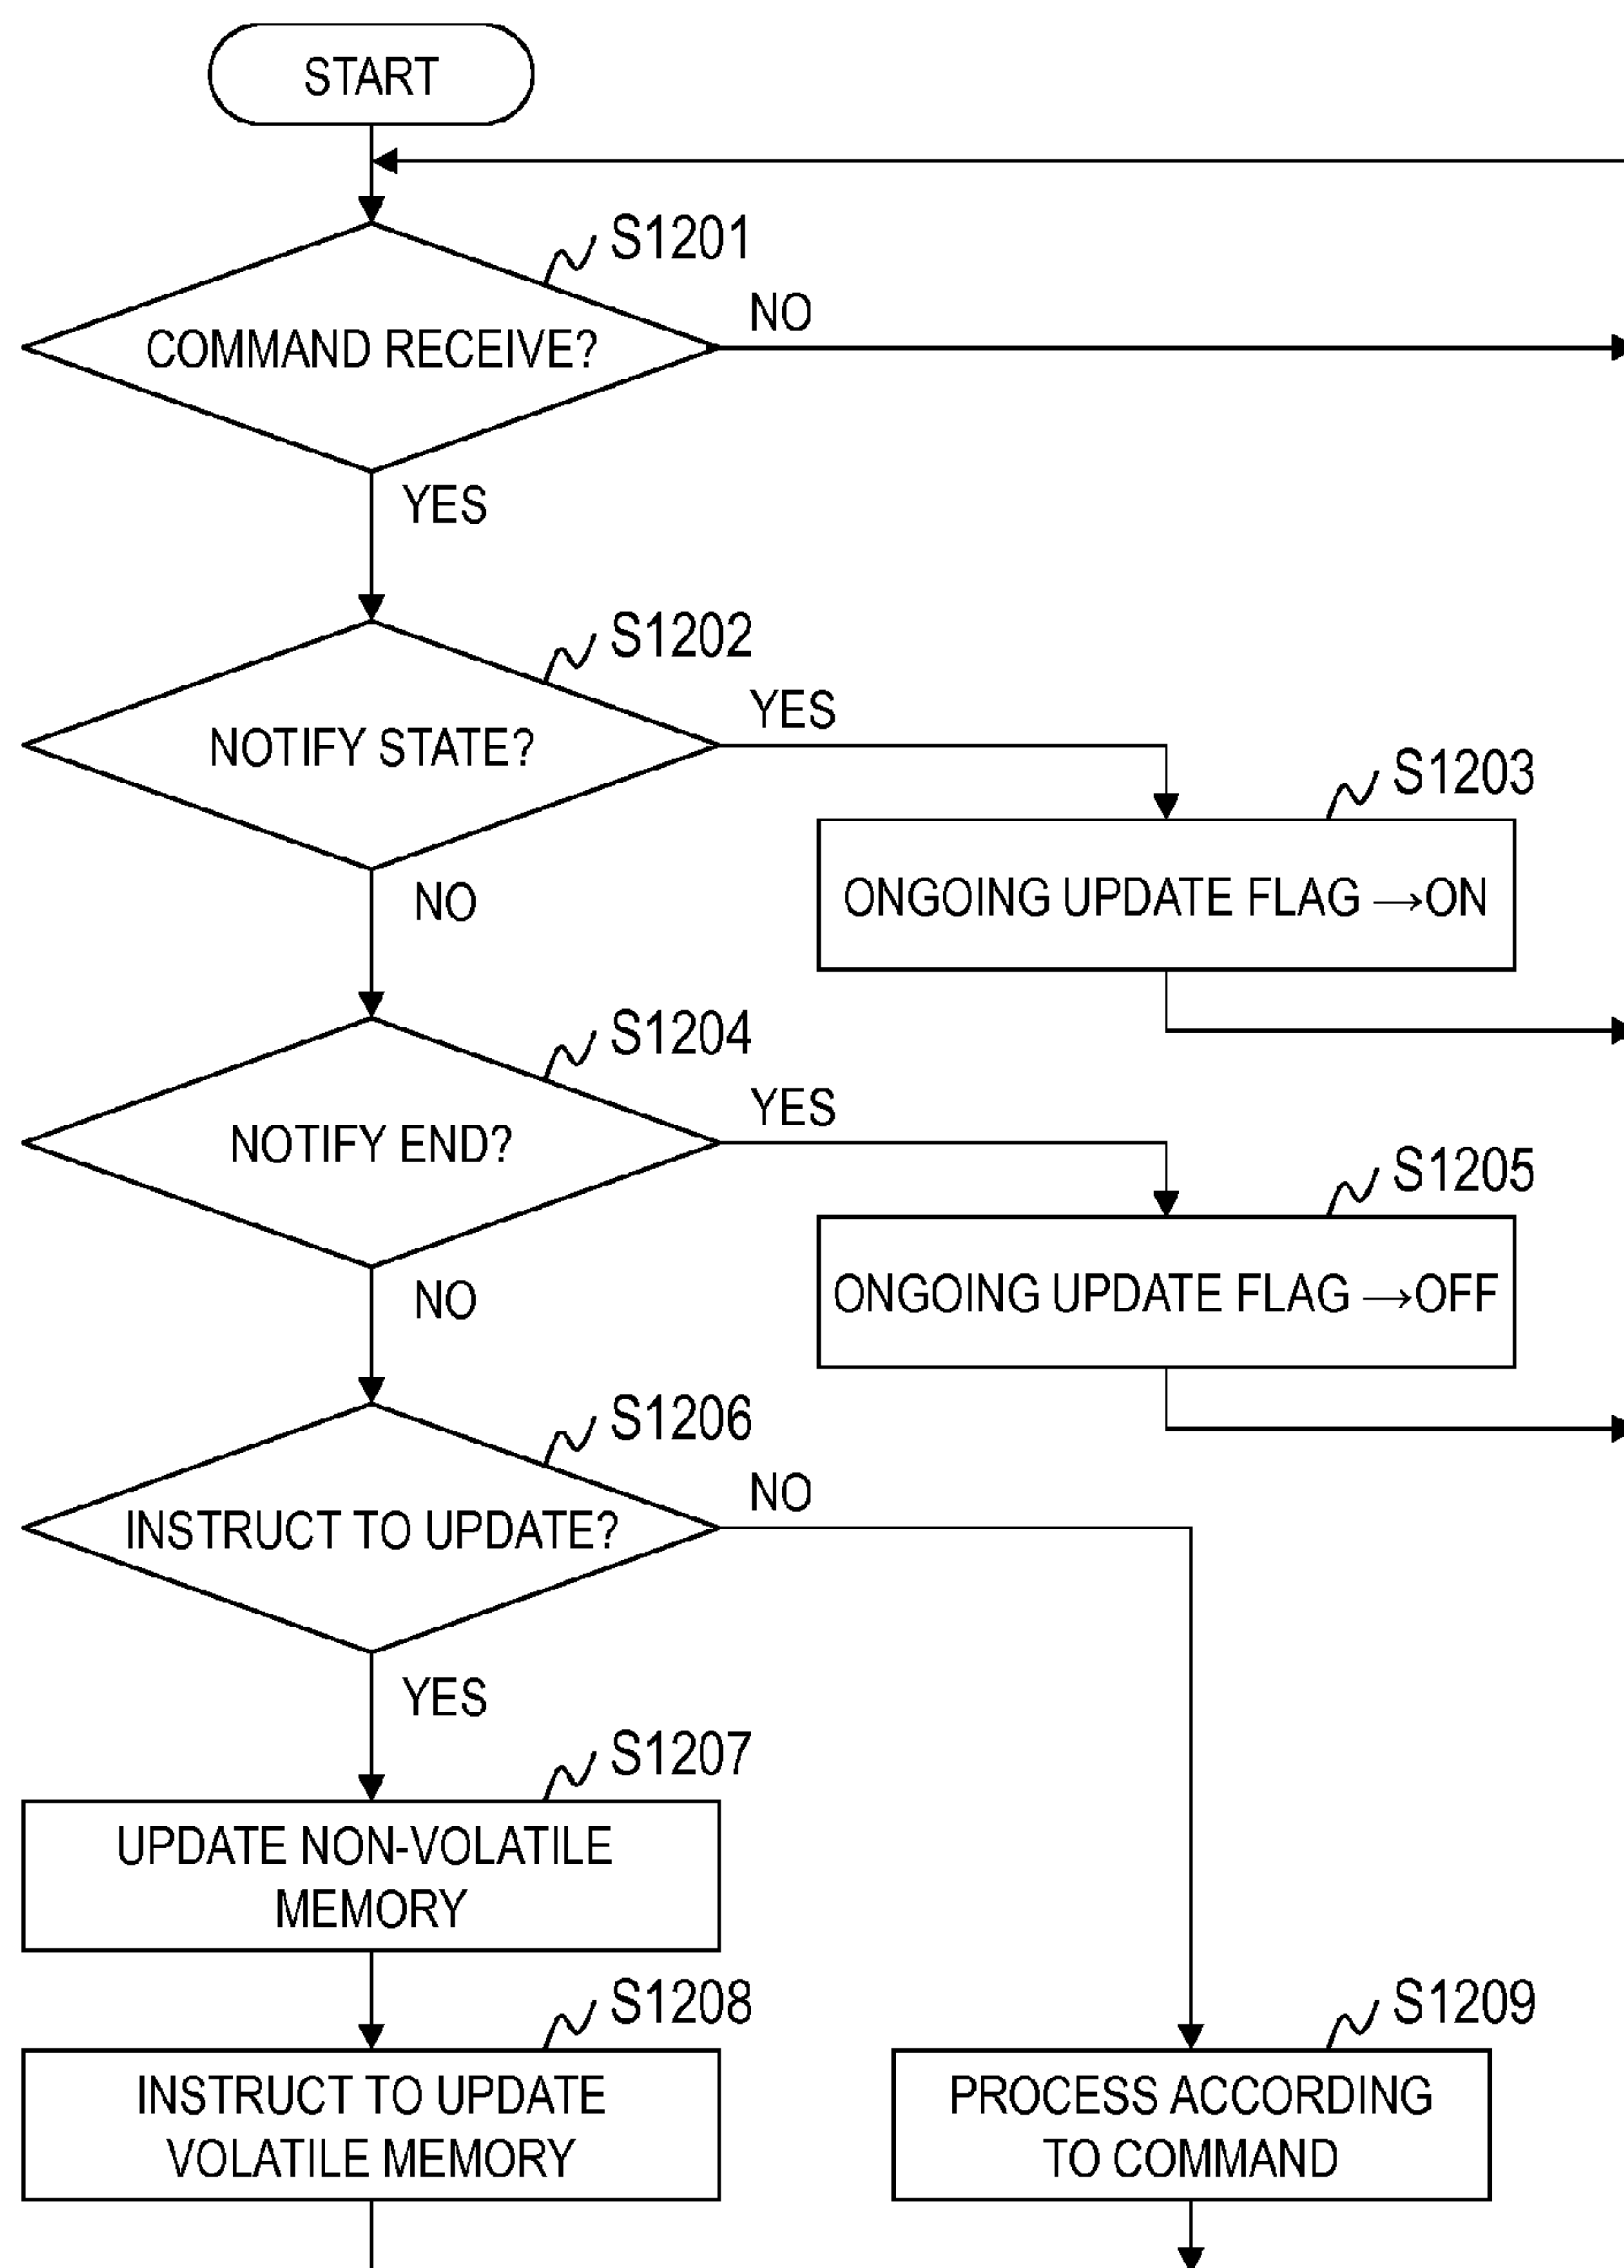 START
S1201
COMMAND RECEIVE?
NO
YES
S1202
NOTIFY STATE?
YES
S1203
ONGOING UPDATE FLAG →ON
NO
S1204
NOTIFY END?
YES
S1205
ONGOING UPDATE FLAG →OFF
NO
S1206
INSTRUCT TO UPDATE?
NO
YES
S1207
UPDATE NON-VOLATILE
MEMORY
S1208
INSTRUCT TO UPDATE
VOLATILE MEMORY
S1209
PROCESS ACCORDING
TO COMMAND